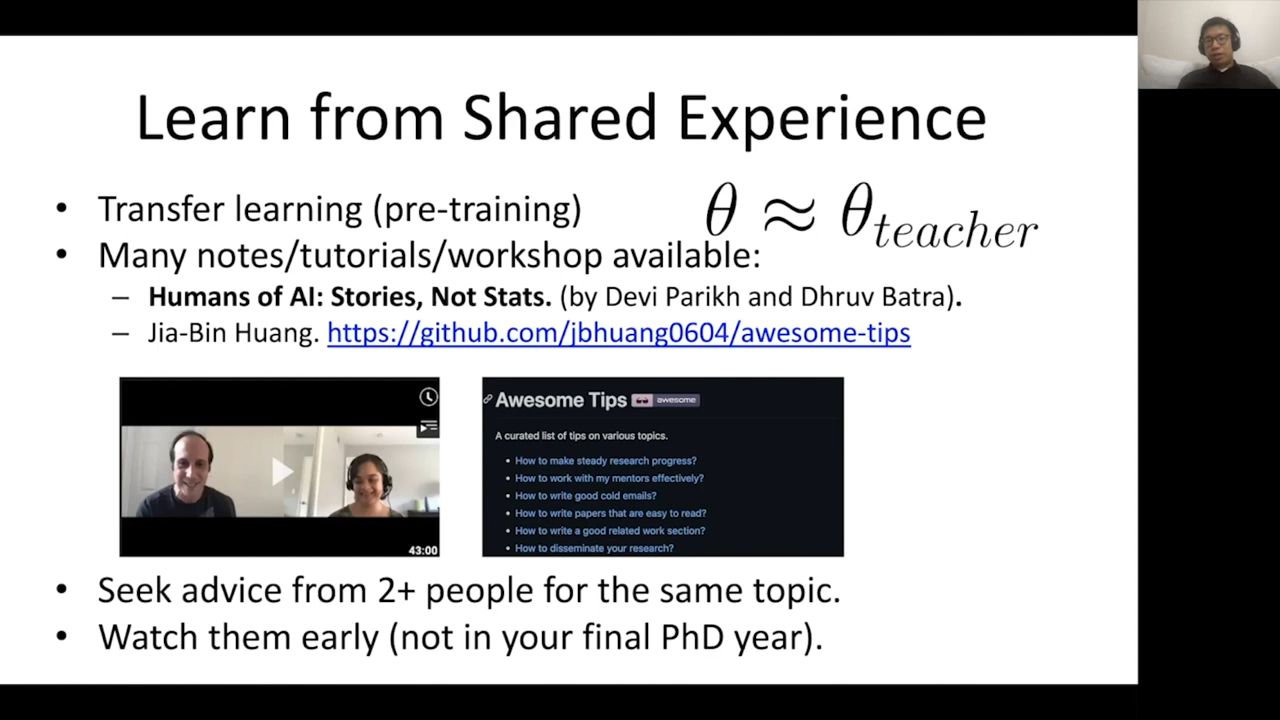 Learn from Shared Experience
• Transfer learning (pre-training)
θ ≈ θ_teacher
• Many notes/tutorials/workshop available:
– Humans of AI: Stories, Not Stats. (by Devi Parikh and Dhruv Batra).
– Jia-Bin Huang. https://github.com/jbhuang0604/awesome-tips
43:00
Awesome Tips awesome
A curated list of tips on various topics.
• How to make steady research progress?
• How to work with my mentors effectively?
• How to write good cold emails?
• How to write papers that are easy to read?
• How to write a good related work section?
• How to disseminate your research?
• Seek advice from 2+ people for the same topic.
• Watch them early (not in your final PhD year).